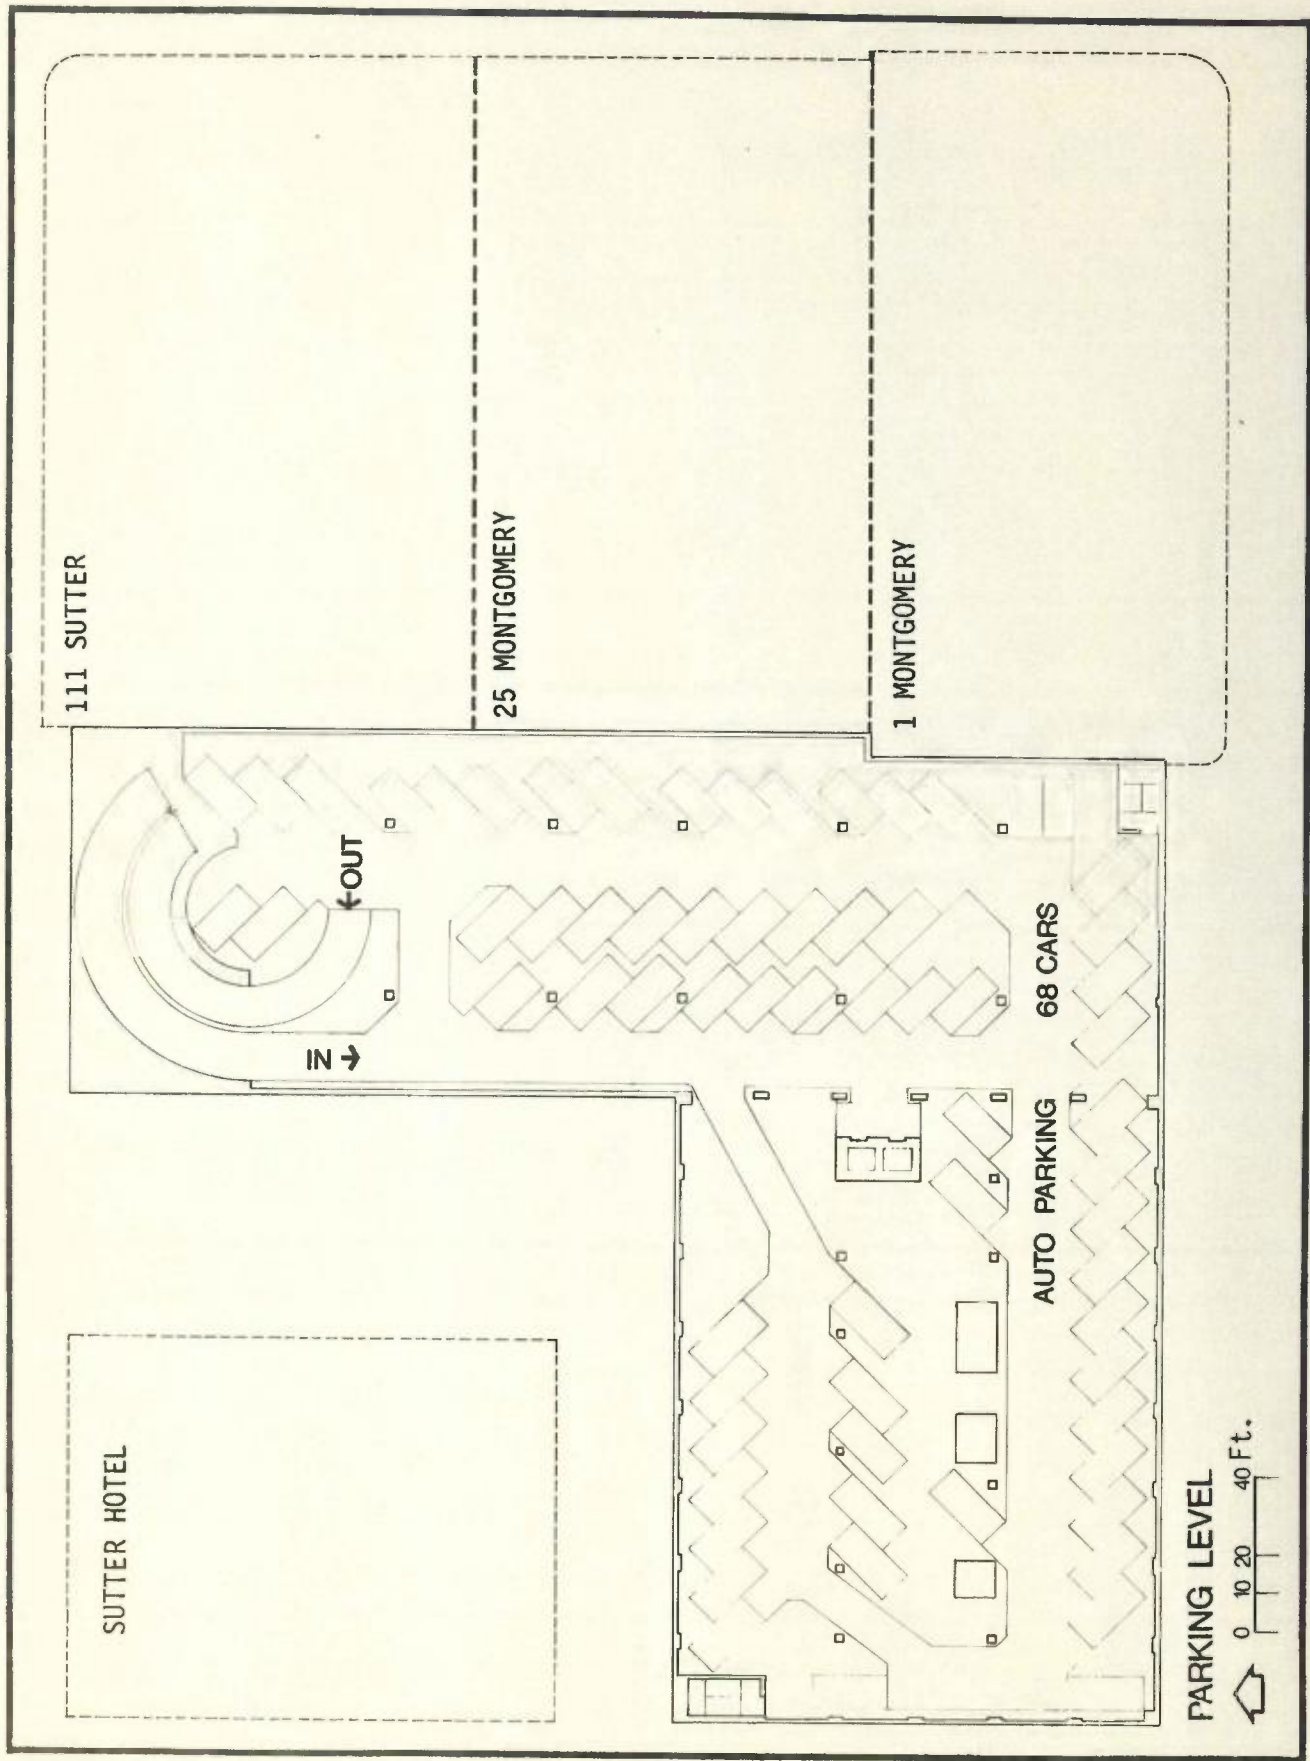 SUTTER HOTEL
111 SUTTER
IN
OUT
25 MONTGOMERY
1 MONTGOMERY
AUTO PARKING 68 CARS
PARKING LEVEL
0 10 20 40 Ft.